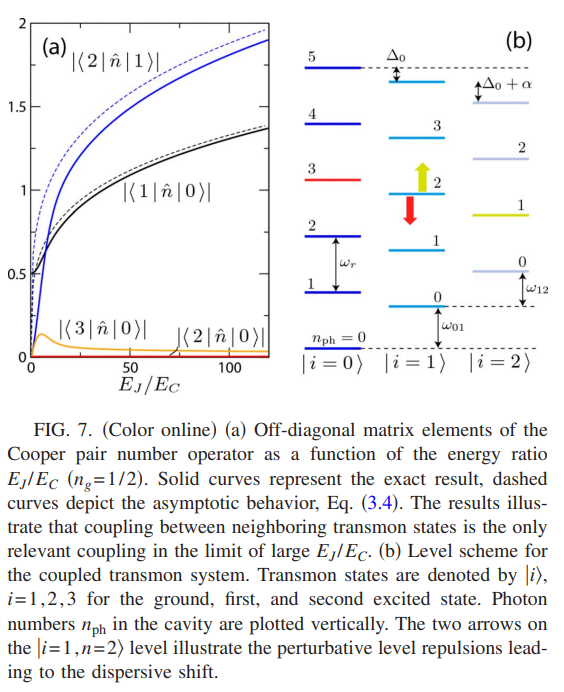 2
(a)
|⟨2|n̂|1⟩|
1.5
|⟨1|n̂|0⟩|
1
0.5
|⟨3|n̂|0⟩|
|⟨2|n̂|0⟩|
0
0 50 100
E_J/E_C
(b)
5
Δ₀
Δ₀ + α
4
3
2
3
2
1
2
1
0
ω_r
1
0
ω₁₂
ω₀₁
n_ph = 0
|i = 0⟩ |i = 1⟩ |i = 2⟩
FIG. 7. (Color online) (a) Off-diagonal matrix elements of the
Cooper pair number operator as a function of the energy ratio
E_J/E_C (n_g=1/2). Solid curves represent the exact result, dashed
curves depict the asymptotic behavior, Eq. (3.4). The results illus-
trate that coupling between neighboring transmon states is the only
relevant coupling in the limit of large E_J/E_C. (b) Level scheme for
the coupled transmon system. Transmon states are denoted by |i⟩,
i=1,2,3 for the ground, first, and second excited state. Photon
numbers n_ph in the cavity are plotted vertically. The two arrows on
the |i=1,n=2⟩ level illustrate the perturbative level repulsions lead-
ing to the dispersive shift.